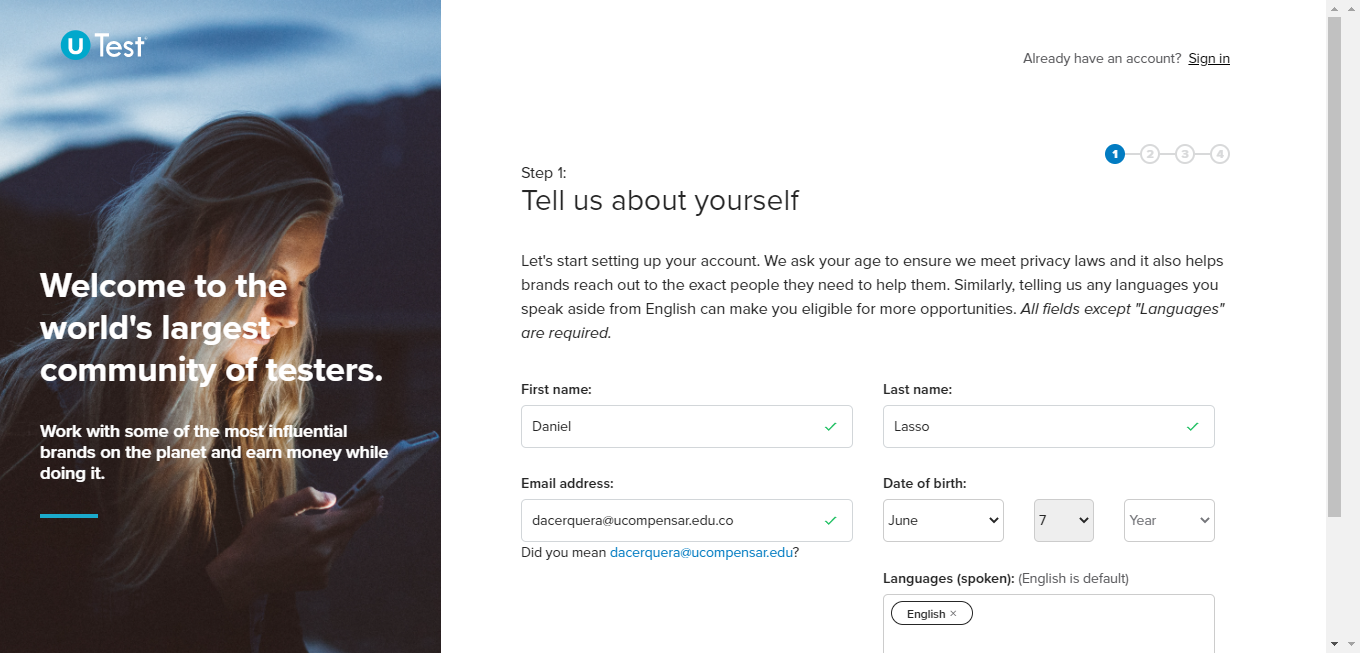 U Test
Already have an account? Sign in
1 2 3 4
Step 1:
Tell us about yourself
Let's start setting up your account. We ask your age to ensure we meet privacy laws and it also helps
brands reach out to the exact people they need to help them. Similarly, telling us any languages you
speak aside from English can make you eligible for more opportunities. All fields except "Languages"
are required.
Welcome to the
world's largest
community of testers.
Work with some of the most influential
brands on the planet and earn money while
doing it.
First name:
Last name:
Daniel
Lasso
Email address:
Date of birth:
dacerquera@ucompensar.edu.co
June 7 Year
Did you mean dacerquera@ucompensar.edu?
Languages (spoken): (English is default)
English ×